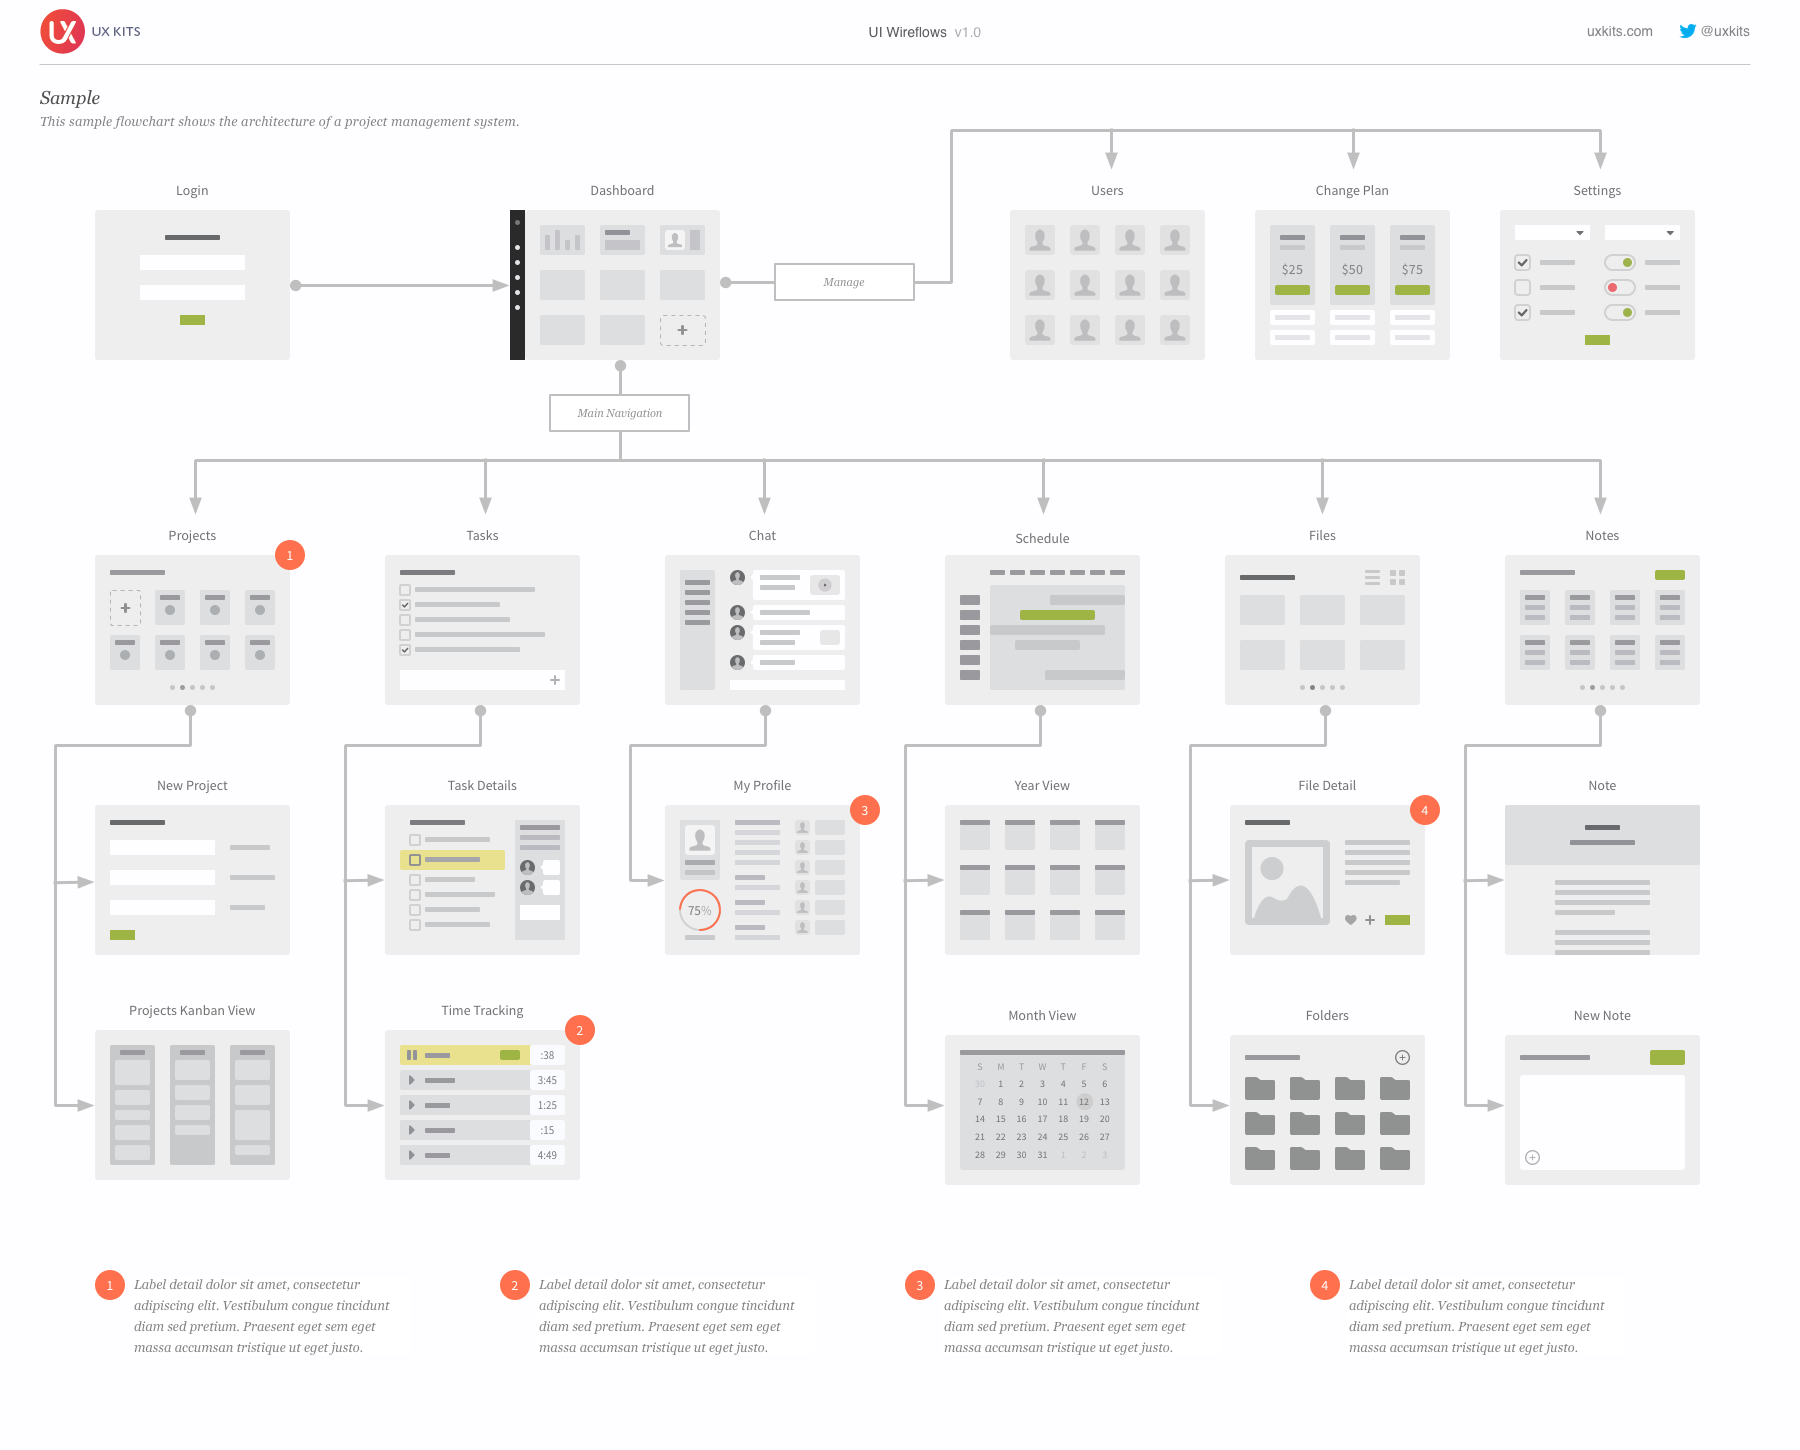 UX UX KITS
UI Wireflows v1.0
uxkits.com @uxkits
Sample
This sample flowchart shows the architecture of a project management system.
Login
Dashboard
Users
Change Plan
Settings
$25 $50 $75
Manage
Main Navigation
Projects
1
Tasks
Chat
Schedule
Files
Notes
New Project
Task Details
My Profile
3
75%
Year View
File Detail
4
Note
Projects Kanban View
Time Tracking
2
:38
3:45
1:25
:15
4:49
Month View
S M T W T F S
30 1 2 3 4 5 6
7 8 9 10 11 12 13
14 15 16 17 18 19 20
21 22 23 24 25 26 27
28 29 30 31 1 2 3
Folders
New Note
1 Label detail dolor sit amet, consectetur
adipiscing elit. Vestibulum congue tincidunt
diam sed pretium. Praesent eget sem eget
massa accumsan tristique ut eget justo.
2 Label detail dolor sit amet, consectetur
adipiscing elit. Vestibulum congue tincidunt
diam sed pretium. Praesent eget sem eget
massa accumsan tristique ut eget justo.
3 Label detail dolor sit amet, consectetur
adipiscing elit. Vestibulum congue tincidunt
diam sed pretium. Praesent eget sem eget
massa accumsan tristique ut eget justo.
4 Label detail dolor sit amet, consectetur
adipiscing elit. Vestibulum congue tincidunt
diam sed pretium. Praesent eget sem eget
massa accumsan tristique ut eget justo.